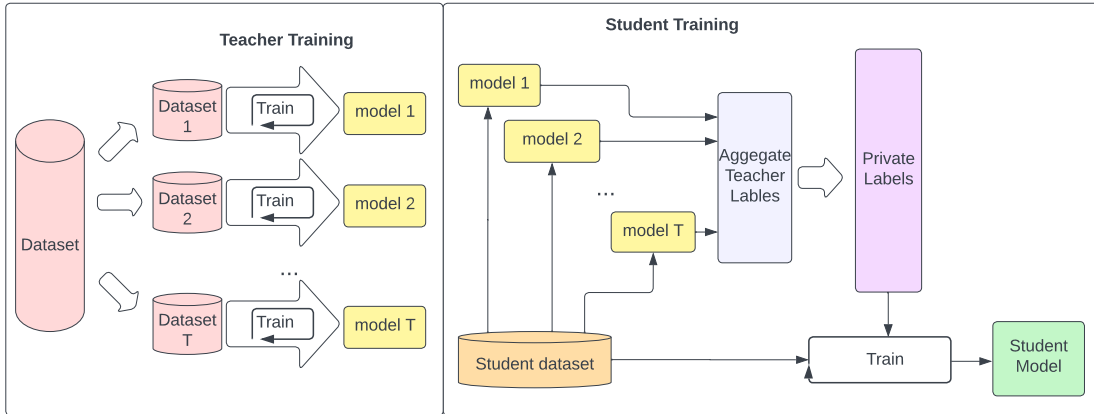 Teacher Training
Dataset
Dataset
1
Train
model 1
Dataset
2
Train
model 2
...
Dataset
T
Train
model T
Student Training
model 1
model 2
...
model T
Aggegate
Teacher
Lables
Private
Labels
Student dataset
Train
Student
Model